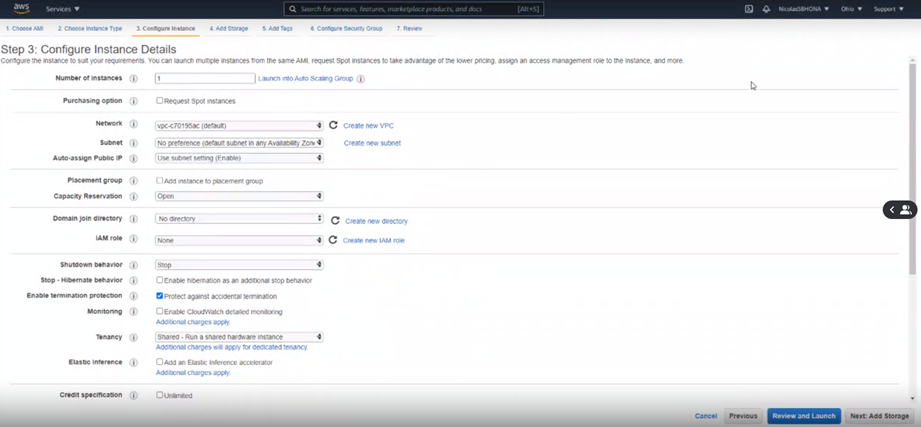 aws Services Search for services, features, marketplace products, and docs [Alt+S] NicolasSBHONA Ohio Support
1. Choose AMI 2. Choose Instance Type 3. Configure Instance 4. Add Storage 5. Add Tags 6. Configure Security Group 7. Review
Step 3: Configure Instance Details
Configure the instance to suit your requirements. You can launch multiple instances from the same AMI, request Spot instances to take advantage of the lower pricing, assign an access management role to the instance, and more.
Number of instances 1 Launch into Auto Scaling Group
Purchasing option Request Spot instances
Network vpc-c70195ac (default) Create new VPC
Subnet No preference (default subnet in any Availability Zon Create new subnet
Auto-assign Public IP Use subnet setting (Enable)
Placement group Add instance to placement group
Capacity Reservation Open
Domain join directory No directory Create new directory
IAM role None Create new IAM role
Shutdown behavior Stop
Stop - Hibernate behavior Enable hibernation as an additional stop behavior
Enable termination protection Protect against accidental termination
Monitoring Enable CloudWatch detailed monitoring
Additional charges apply.
Tenancy Shared - Run a shared hardware instance
Additional charges will apply for dedicated tenancy.
Elastic Inference Add an Elastic Inference accelerator
Additional charges apply.
Credit specification Unlimited
Cancel Previous Review and Launch Next: Add Storage